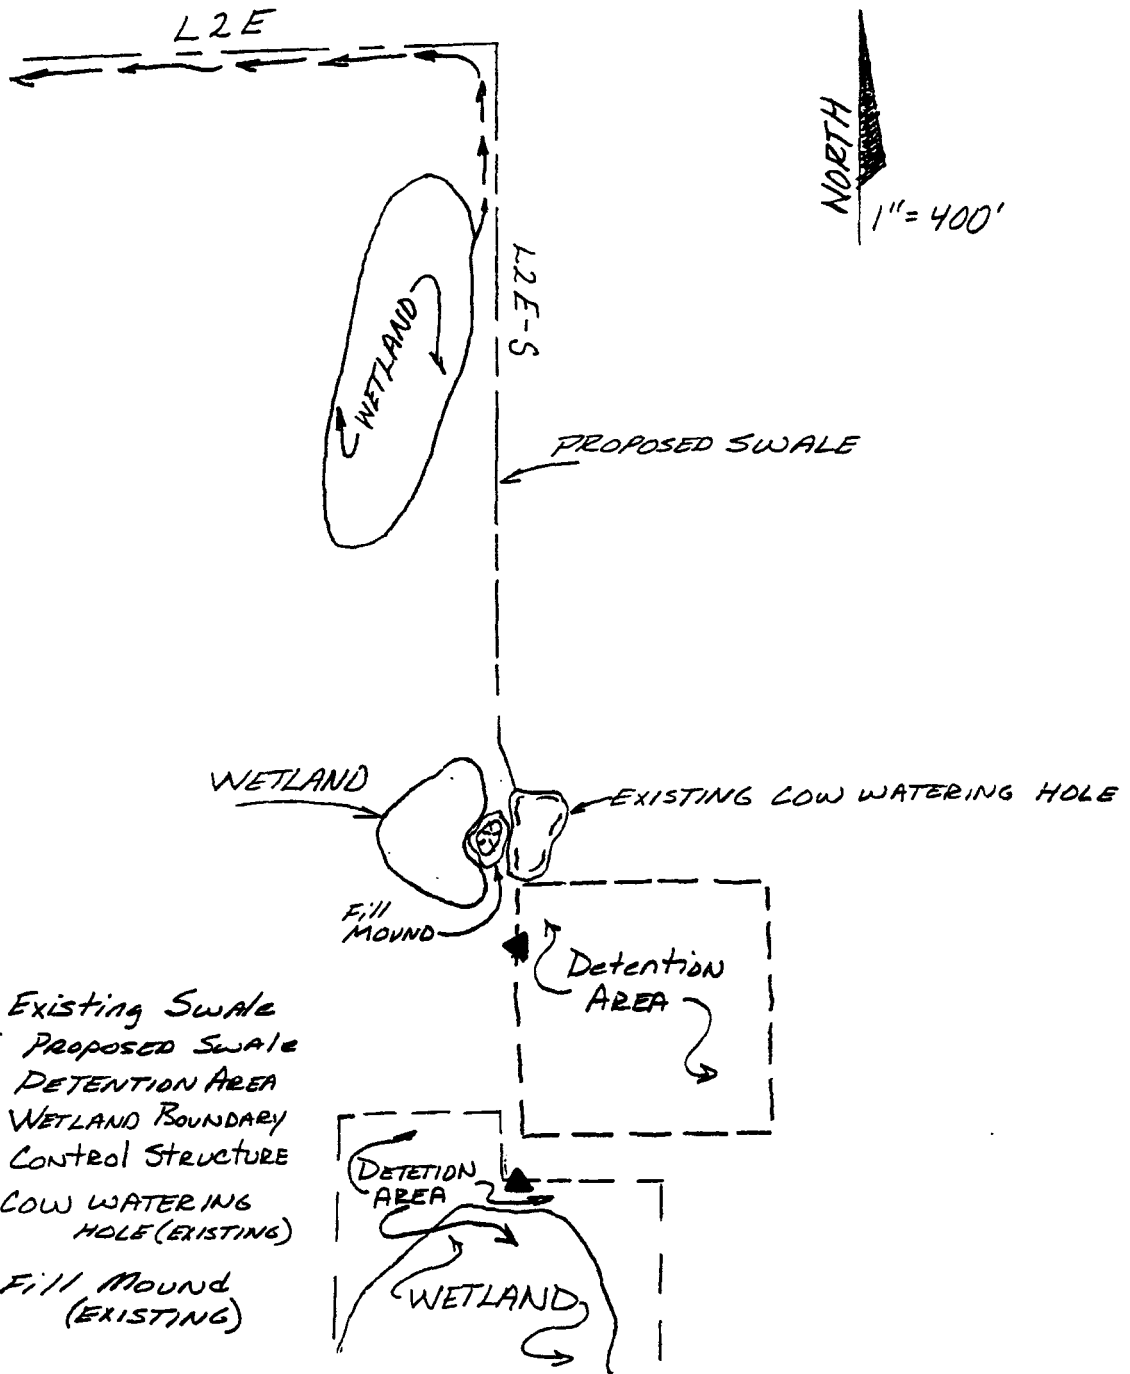 L2E
NORTH
1"=400'
L2E-S
WETLAND
PROPOSED SWALE
WETLAND
EXISTING COW WATERING HOLE
Fill
MOUND
Detention
AREA
Existing Swale
PROPOSED Swale
DETENTION AREA
WETLAND BOUNDARY
Control Structure
COW WATERING
HOLE (EXISTING)
Fill Mound
(EXISTING)
DETETION
AREA
WETLAND